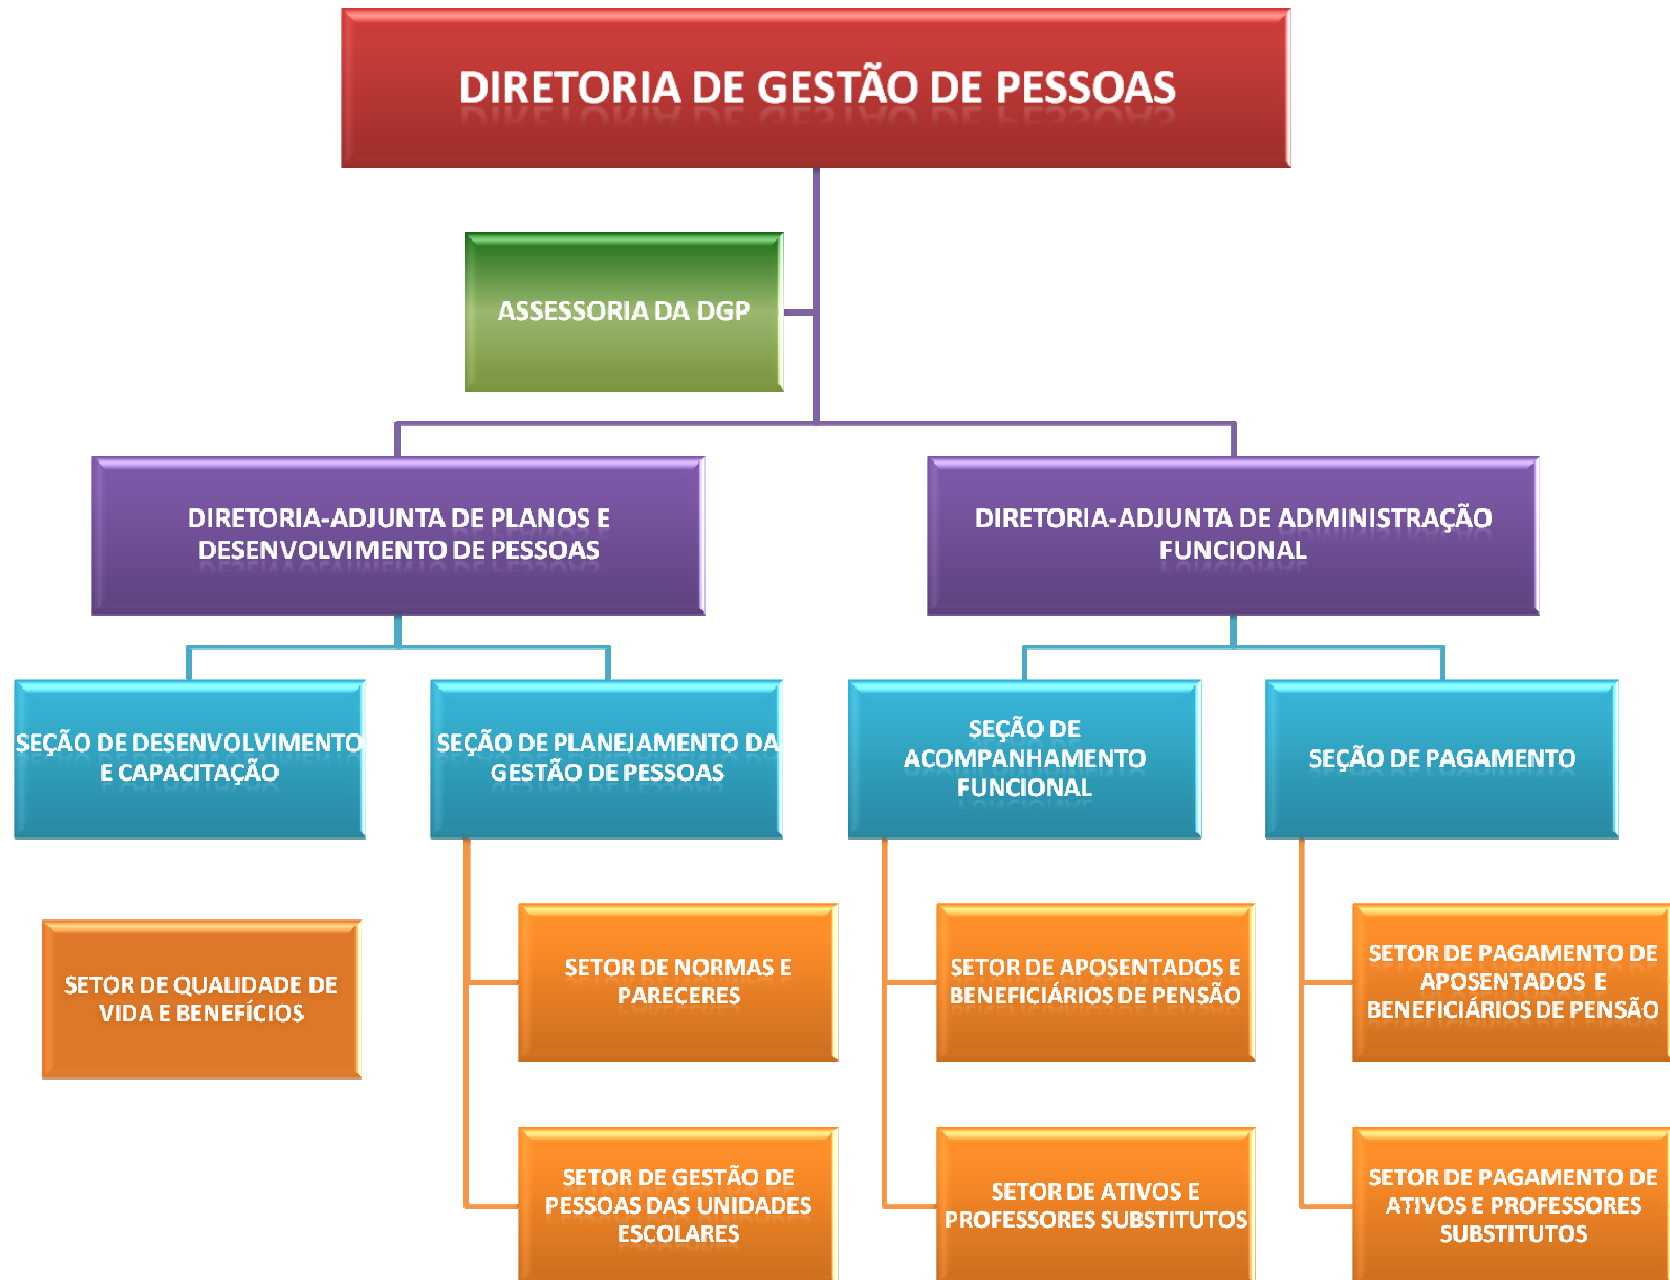 DIRETORIA DE GESTÃO DE PESSOAS
ASSESSORIA DA DGP
DIRETORIA-ADJUNTA DE PLANOS E
DESENVOLVIMENTO DE PESSOAS
DIRETORIA-ADJUNTA DE ADMINISTRAÇÃO
FUNCIONAL
SEÇÃO DE DESENVOLVIMENTO
E CAPACITAÇÃO
SEÇÃO DE PLANEJAMENTO DA
GESTÃO DE PESSOAS
SEÇÃO DE
ACOMPANHAMENTO
FUNCIONAL
SEÇÃO DE PAGAMENTO
SETOR DE QUALIDADE DE
VIDA E BENEFÍCIOS
SETOR DE NORMAS E
PARECERES
SETOR DE APOSENTADOS E
BENEFICIÁRIOS DE PENSÃO
SETOR DE PAGAMENTO DE
APOSENTADOS E
BENEFICIÁRIOS DE PENSÃO
SETOR DE GESTÃO DE
PESSOAS DAS UNIDADES
ESCOLARES
SETOR DE ATIVOS E
PROFESSORES SUBSTITUTOS
SETOR DE PAGAMENTO DE
ATIVOS E PROFESSORES
SUBSTITUTOS